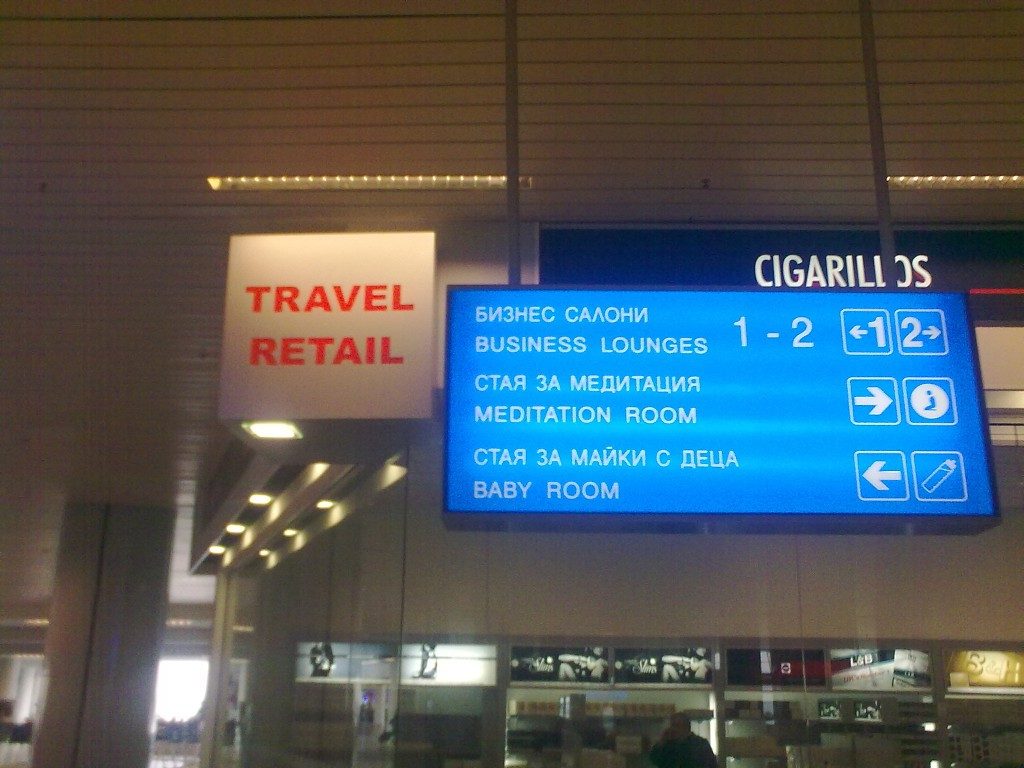 CIGARILLOS
TRAVEL
RETAIL
БИЗНЕС САЛОНИ
BUSINESS LOUNGES
1 - 2
←1
2→
СТАЯ ЗА МЕДИТАЦИЯ
MEDITATION ROOM
СТАЯ ЗА МАЙКИ С ДЕЦА
BABY ROOM
L&B